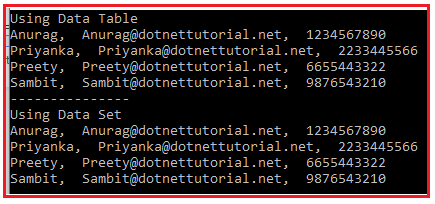 Using Data Table
Anurag,  Anurag@dotnettutorial.net,  1234567890
Priyanka,  Priyanka@dotnettutorial.net,  2233445566
Preety,  Preety@dotnettutorial.net,  6655443322
Sambit,  Sambit@dotnettutorial.net,  9876543210
---------------
Using Data Set
Anurag,  Anurag@dotnettutorial.net,  1234567890
Priyanka,  Priyanka@dotnettutorial.net,  2233445566
Preety,  Preety@dotnettutorial.net,  6655443322
Sambit,  Sambit@dotnettutorial.net,  9876543210